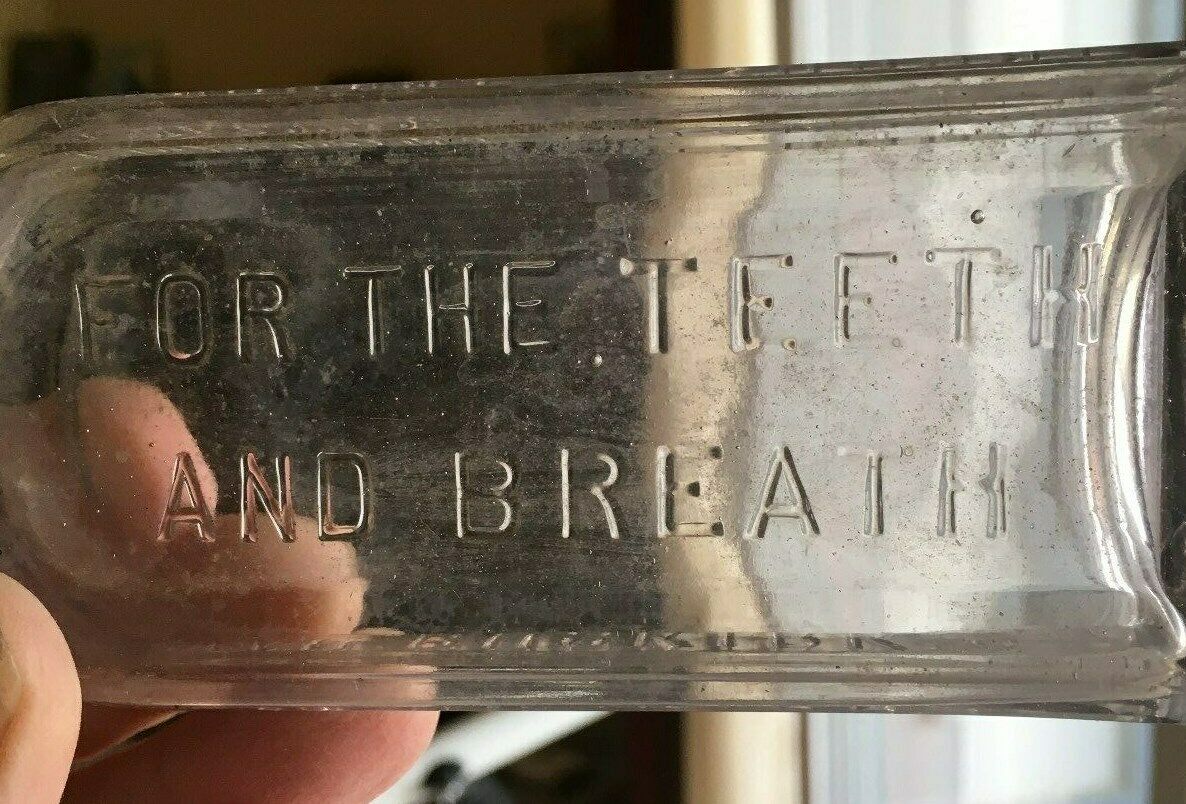 FOR THE TEETH
AND BREATH